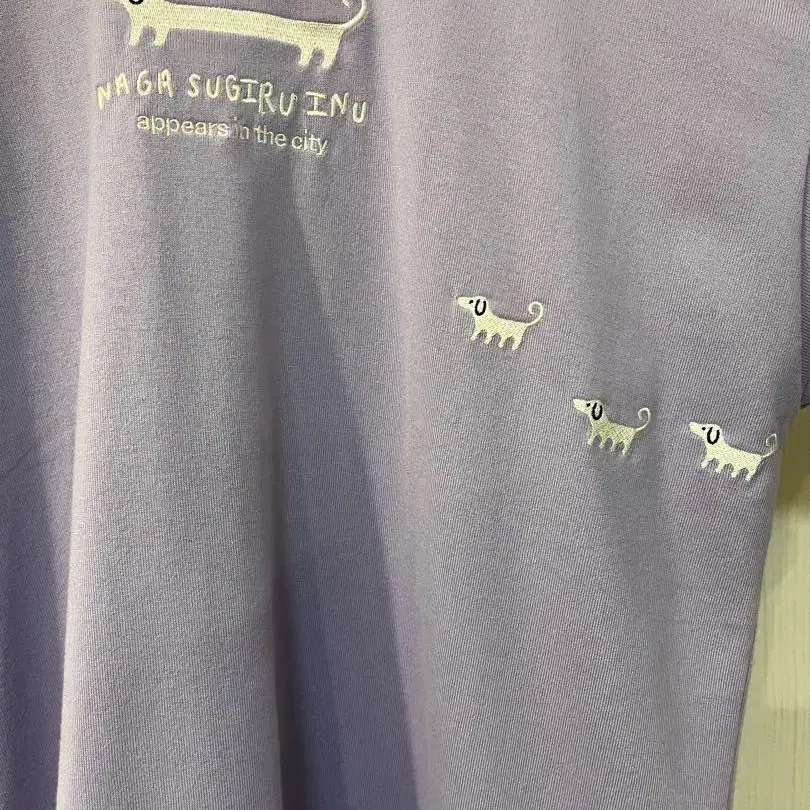 NAGA SUGIRU INU
appears in the city